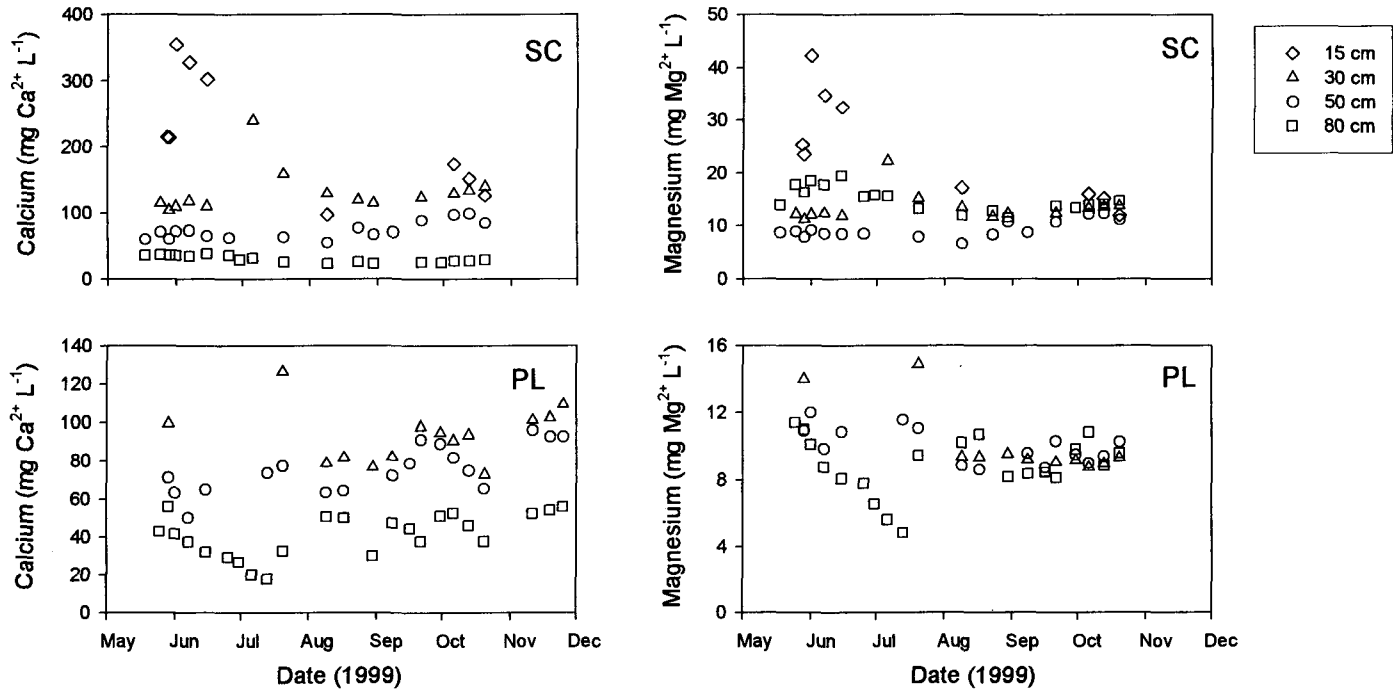 SC
Calcium (mg Ca²⁺ L⁻¹)
400
300
200
100
0
SC
Magnesium (mg Mg²⁺ L⁻¹)
50
40
30
20
10
0
15 cm
30 cm
50 cm
80 cm
PL
Calcium (mg Ca²⁺ L⁻¹)
140
120
100
80
60
40
20
0
May Jun Jul Aug Sep Oct Nov Dec
Date (1999)
PL
Magnesium (mg Mg²⁺ L⁻¹)
16
12
8
4
0
May Jun Jul Aug Sep Oct Nov Dec
Date (1999)